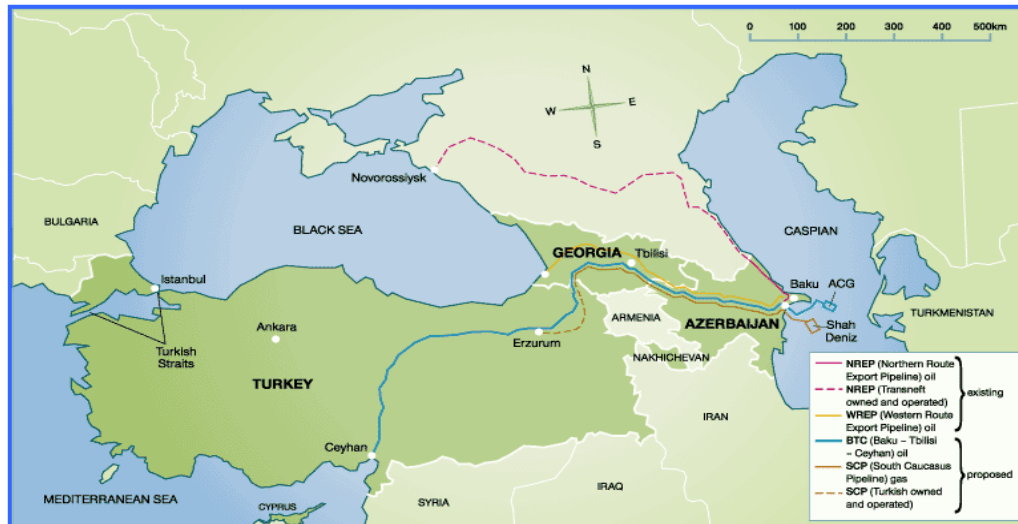 0 100 200 300 400 500km
N
W E
S
Novorossiysk
BULGARIA
BLACK SEA
CASPIAN
GEORGIA
Tbilisi
Istanbul
Baku ACG
Ankara
ARMENIA
AZERBAIJAN
Shah
Deniz
TURKMENISTAN
Erzurum
Turkish
Straits
NAKHICHEVAN
TURKEY
IRAN
Ceyhan
MEDITERRANEAN SEA
CYPRUS
SYRIA
IRAQ
NREP (Northern Route
Export Pipeline) oil
NREP (Transneft
owned and operated)
WREP (Western Route
Export Pipeline) oil
existing
BTC (Baku – Tbilisi
– Ceyhan) oil
SCP (South Caucasus
Pipeline) gas
SCP (Turkish owned
and operated)
proposed